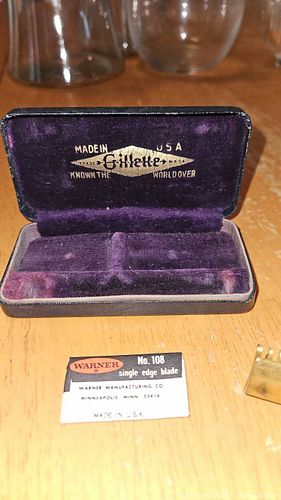 MADE IN U S A
TRADE Gillette MARK
KNOWN THE WORLD OVER
WARNER No. 108
single edge blade
WARNER MANUFACTURING CO
MINNEAPOLIS, MINN. 55414
MADE IN U.S.A.